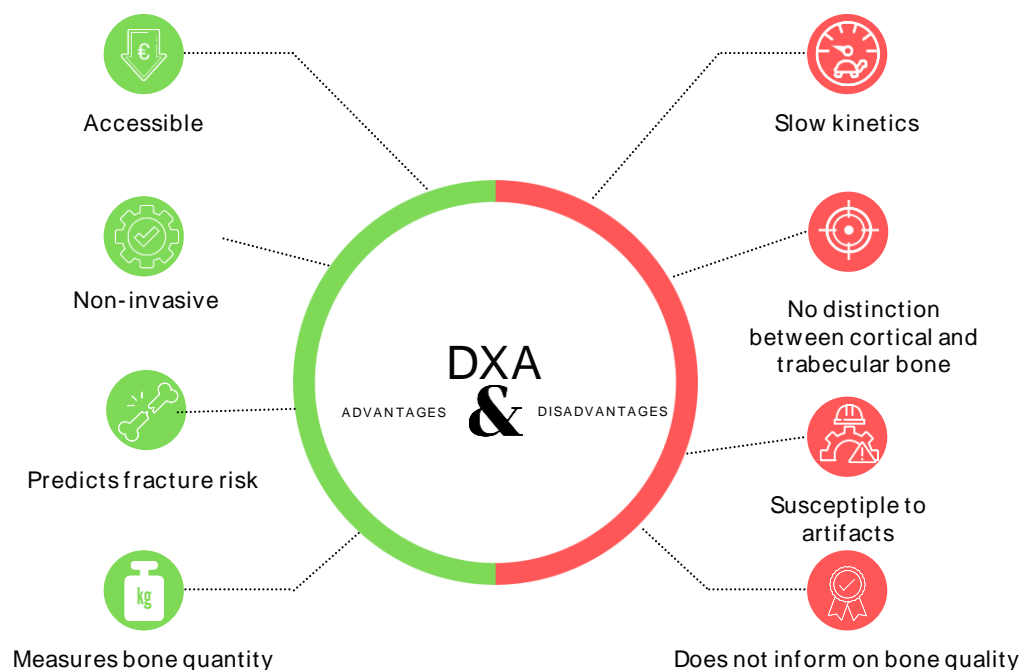 €
Accessible
Non-invasive
Predicts fracture risk
kg
Measures bone quantity
DXA
ADVANTAGES & DISADVANTAGES
Slow kinetics
No distinction
between cortical and
trabecular bone
Susceptiple to
artifacts
Does not inform on bone quality